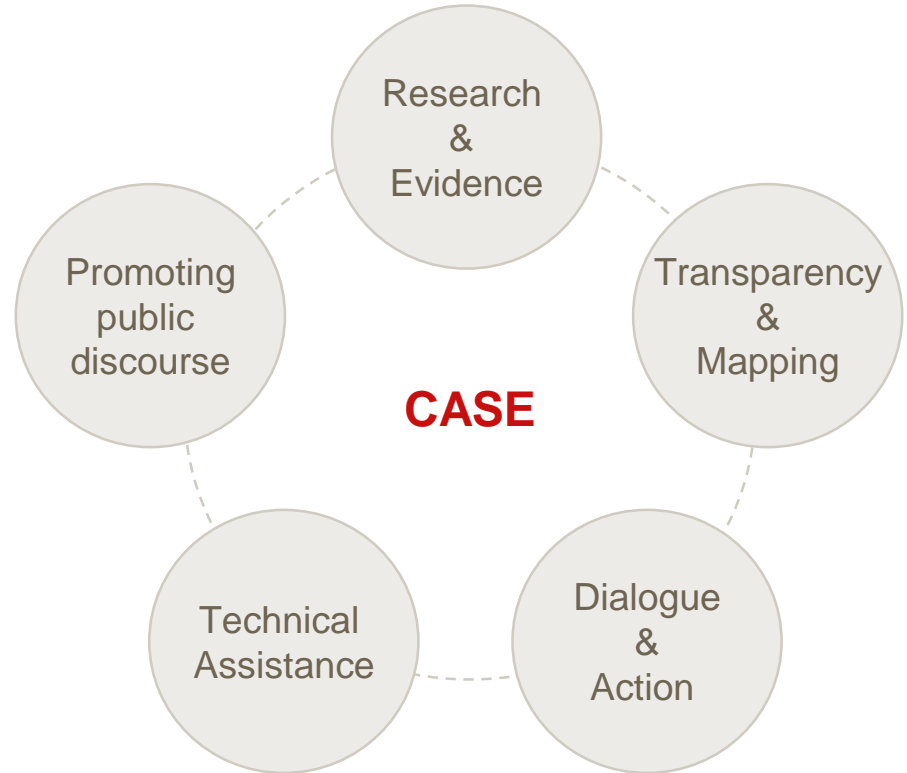 Research
&
Evidence
Transparency
&
Mapping
Dialogue
&
Action
Technical
Assistance
Promoting
public
discourse
CASE